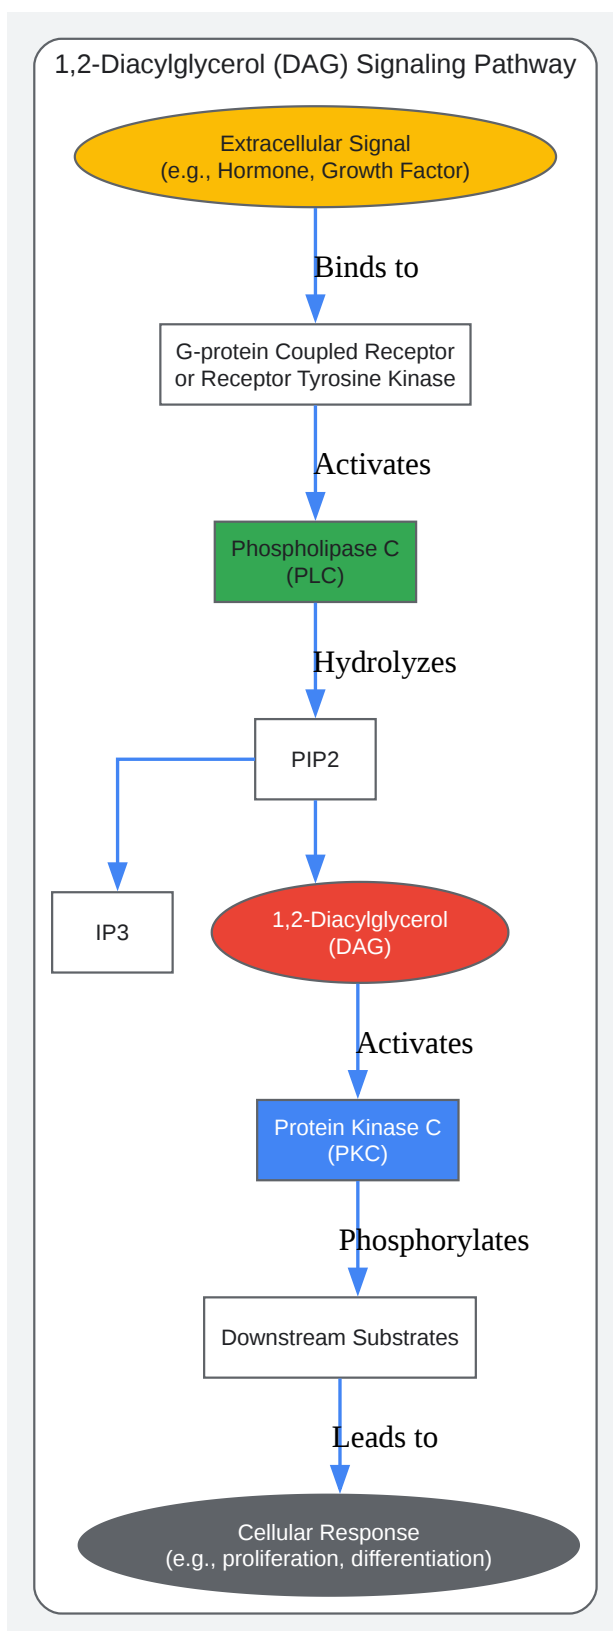 1,2-Diacylglycerol (DAG) Signaling Pathway
Extracellular Signal
(e.g., Hormone, Growth Factor)
Binds to
G-protein Coupled Receptor
or Receptor Tyrosine Kinase
Activates
Phospholipase C
(PLC)
Hydrolyzes
PIP2
IP3
1,2-Diacylglycerol
(DAG)
Activates
Protein Kinase C
(PKC)
Phosphorylates
Downstream Substrates
Leads to
Cellular Response
(e.g., proliferation, differentiation)